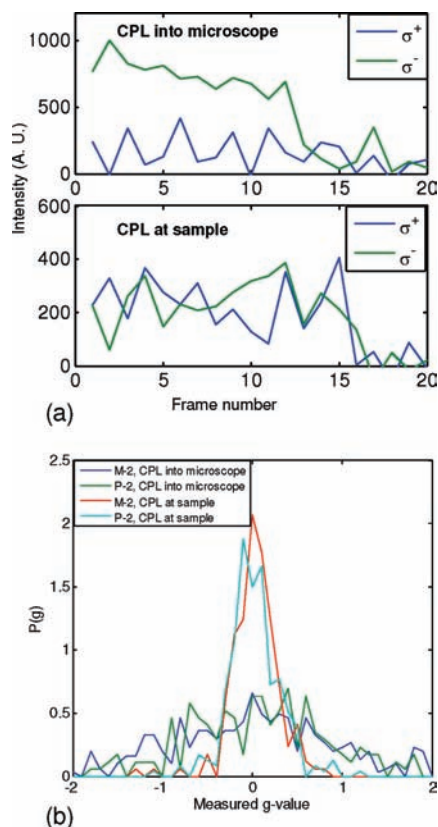 CPL into microscope
σ+
σ-
1000
500
0
0 5 10 15 20
Intensity (A. U.)
CPL at sample
σ+
σ-
600
400
200
0
0 5 10 15 20
Frame number
(a)
M-2, CPL into microscope
P-2, CPL into microscope
M-2, CPL at sample
P-2, CPL at sample
2.5
2
1.5
1
0.5
0
P(g)
-2 -1 0 1 2
Measured g-value
(b)